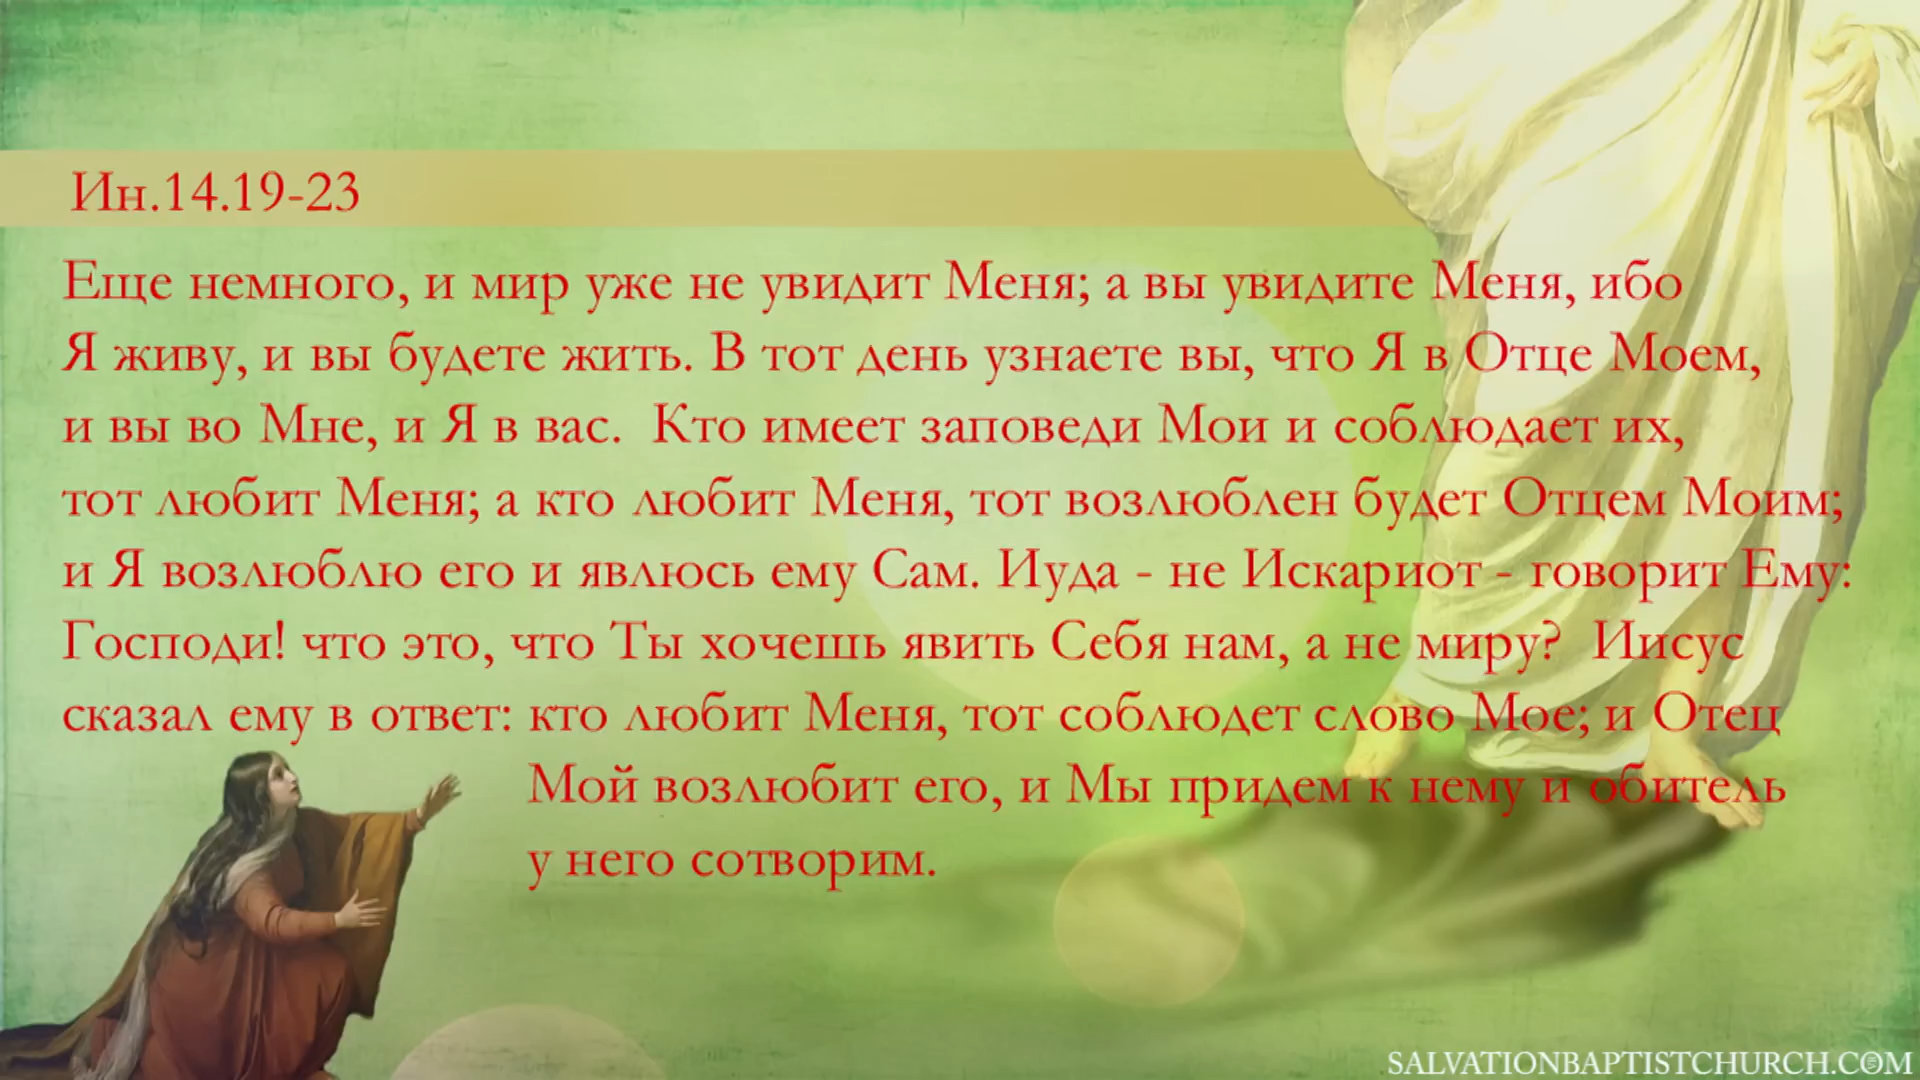 Ин.14.19-23
Еще немного, и мир уже не увидит Меня; а вы увидите Меня, ибо
Я живу, и вы будете жить. В тот день узнаете вы, что Я в Отце Моем,
и вы во Мне, и Я в вас.  Кто имеет заповеди Мои и соблюдает их,
тот любит Меня; а кто любит Меня, тот возлюблен будет Отцем Моим;
и Я возлюблю его и явлюсь ему Сам. Иуда - не Искариот - говорит Ему:
Господи! что это, что Ты хочешь явить Себя нам, а не миру?  Иисус
сказал ему в ответ: кто любит Меня, тот соблюдет слово Мое; и Отец
Мой возлюбит его, и Мы придем к нему и обитель
у него сотворим.
SALVATIONBAPTISTCHURCH.COM